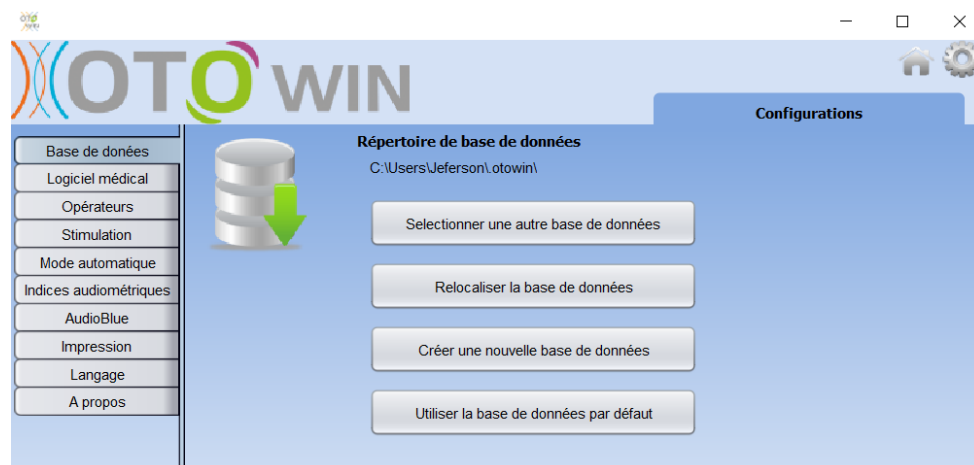 OTO WIN
Configurations
Base de donées
Logiciel médical
Opérateurs
Stimulation
Mode automatique
Indices audiométriques
AudioBlue
Impression
Langage
A propos
Répertoire de base de données
C:\Users\Jeferson\.otowin\
Selectionner une autre base de données
Relocaliser la base de données
Créer une nouvelle base de données
Utiliser la base de données par défaut